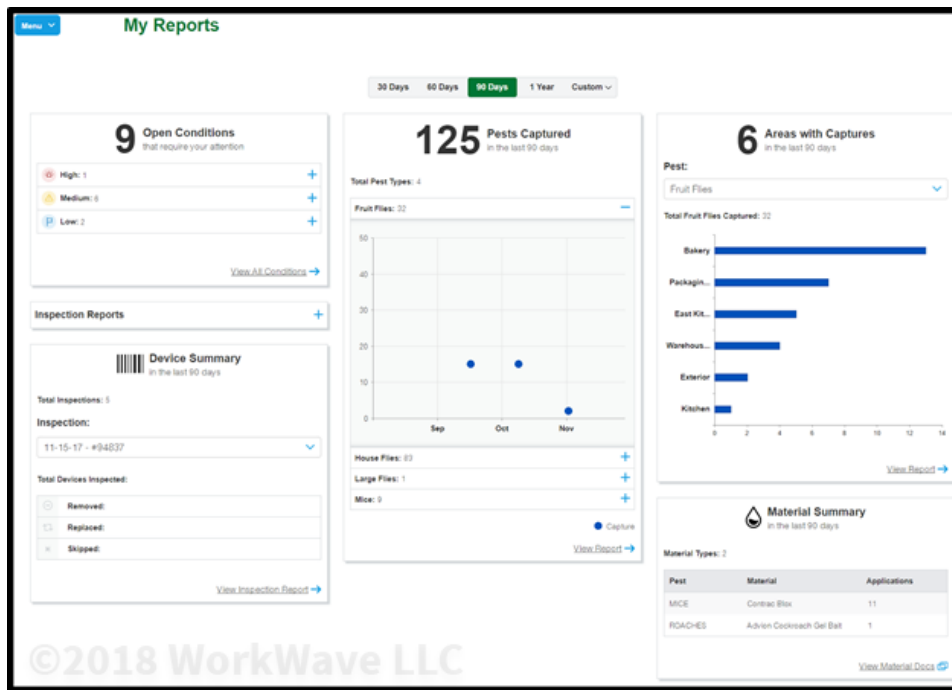 Menu
My Reports
30 Days 60 Days 90 Days 1 Year Custom
9 Open Conditions
that require your attention
High: 1
Medium: 6
Low: 2
View All Conditions
Inspection Reports
Device Summary
in the last 90 days
Total Inspections: 5
Inspection:
11-15-17 - #94837
Total Devices Inspected:
Removed:
Replaced:
Skipped:
View Inspection Report
125 Pests Captured
in the last 90 days
Total Pest Types: 4
Fruit Flies: 32
50
40
30
20
10
0
Sep Oct Nov
House Flies: 83
Large Flies: 1
Mice: 9
Capture
View Report
6 Areas with Captures
in the last 90 days
Pest:
Fruit Flies
Total Fruit Flies Captured: 32
Bakery
Packagin...
East Kit...
Warehous...
Exterior
Kitchen
0 2 4 6 8 10 12 14
View Report
Material Summary
in the last 90 days
Material Types: 2
Pest Material Applications
MICE Contrac Blox 11
ROACHES Advion Cockroach Gel Bait 1
View Material Docs
©2018 WorkWave LLC